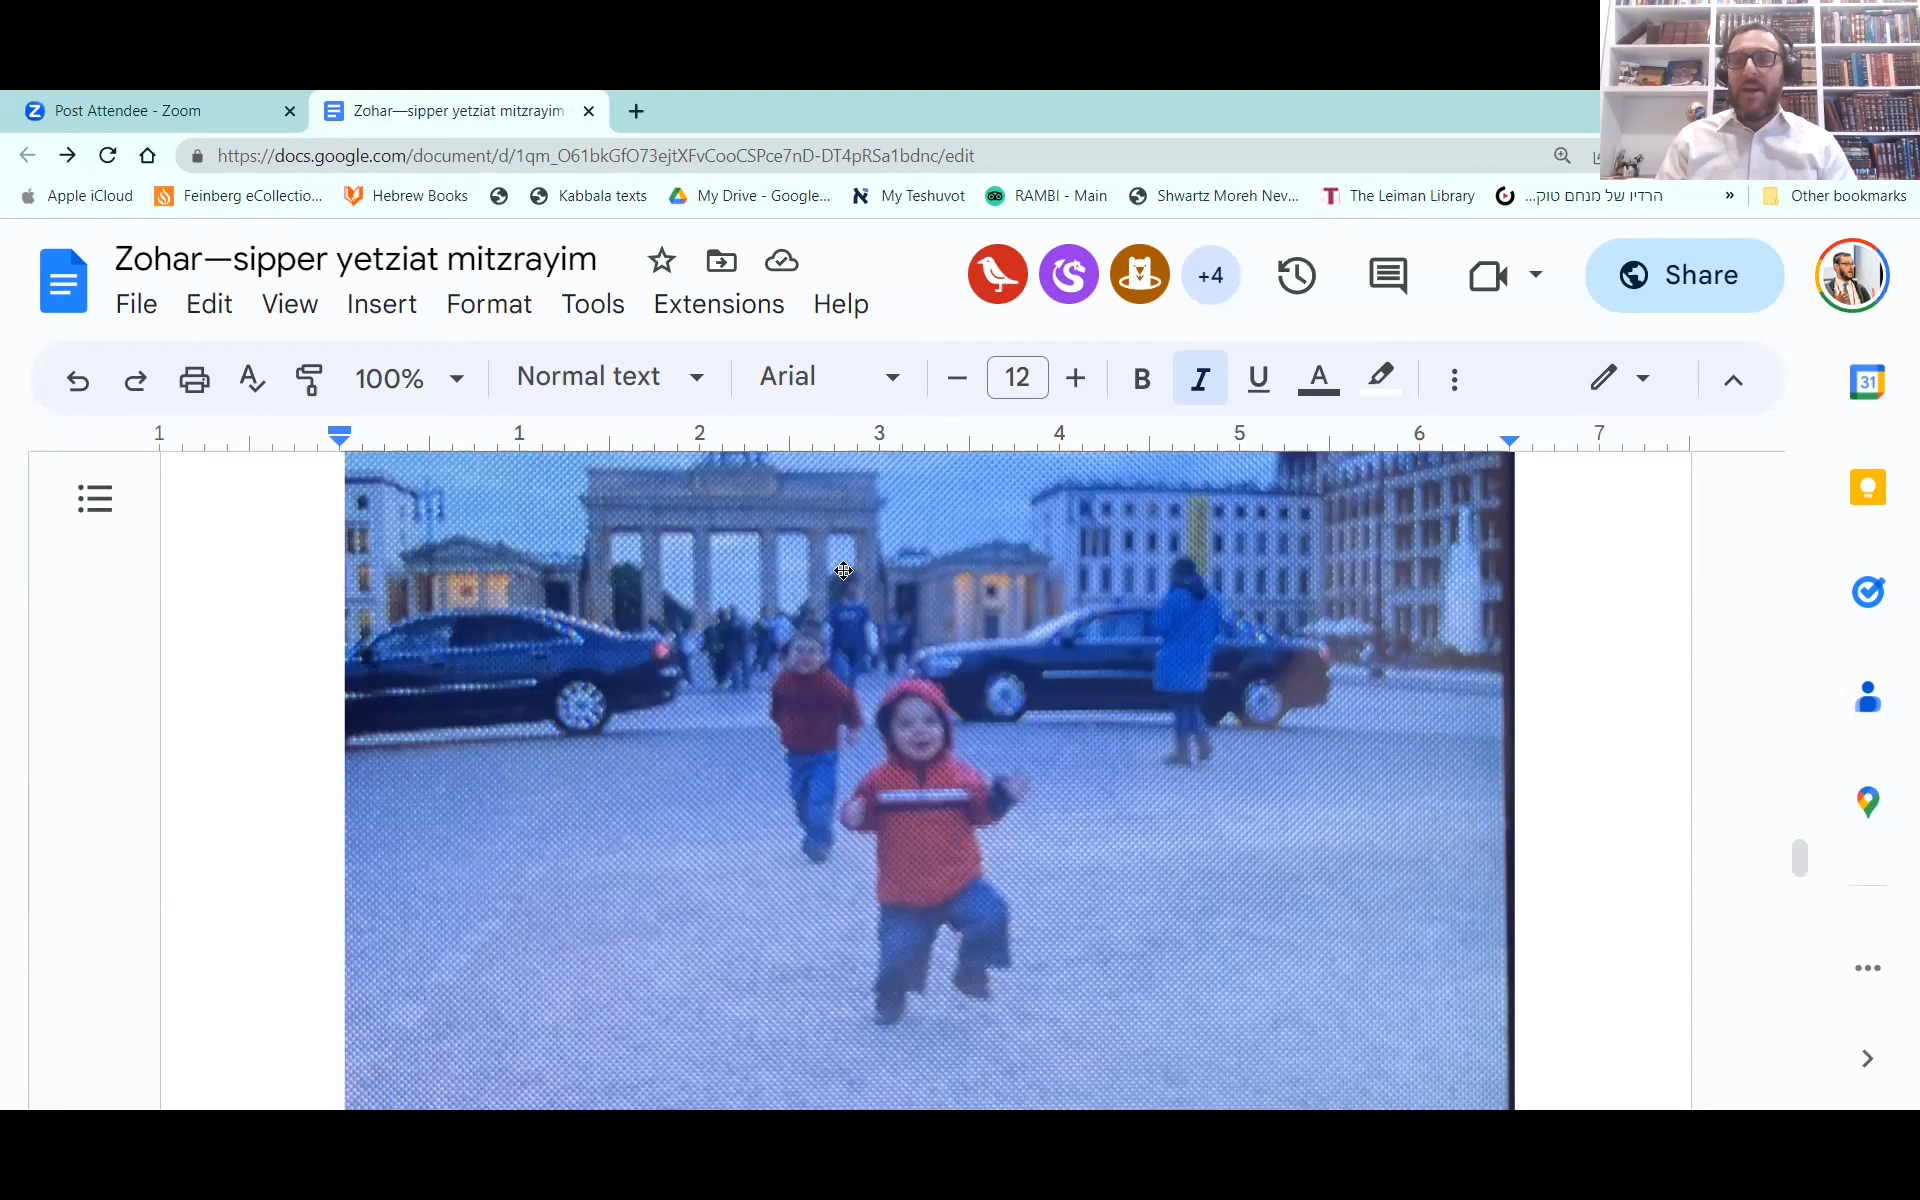 Post Attendee - Zoom
Zohar—sipper yetziat mitzrayim
https://docs.google.com/document/d/1qm_O61bkGfO73ejtXFvCooCSPce7nD-DT4pRSa1bdnc/edit
Apple iCloud
Feinberg eCollectio...
Hebrew Books
Kabbala texts
My Drive - Google...
My Teshuvot
RAMBI - Main
Shwartz Moreh Nev...
The Leiman Library
הרדיו של מנחם טוק...
»
Other bookmarks
Zohar—sipper yetziat mitzrayim
+4
Share
File Edit View Insert Format Tools Extensions Help
100%
Normal text
Arial
12
B I U A
31
1 1 2 3 4 5 6 7